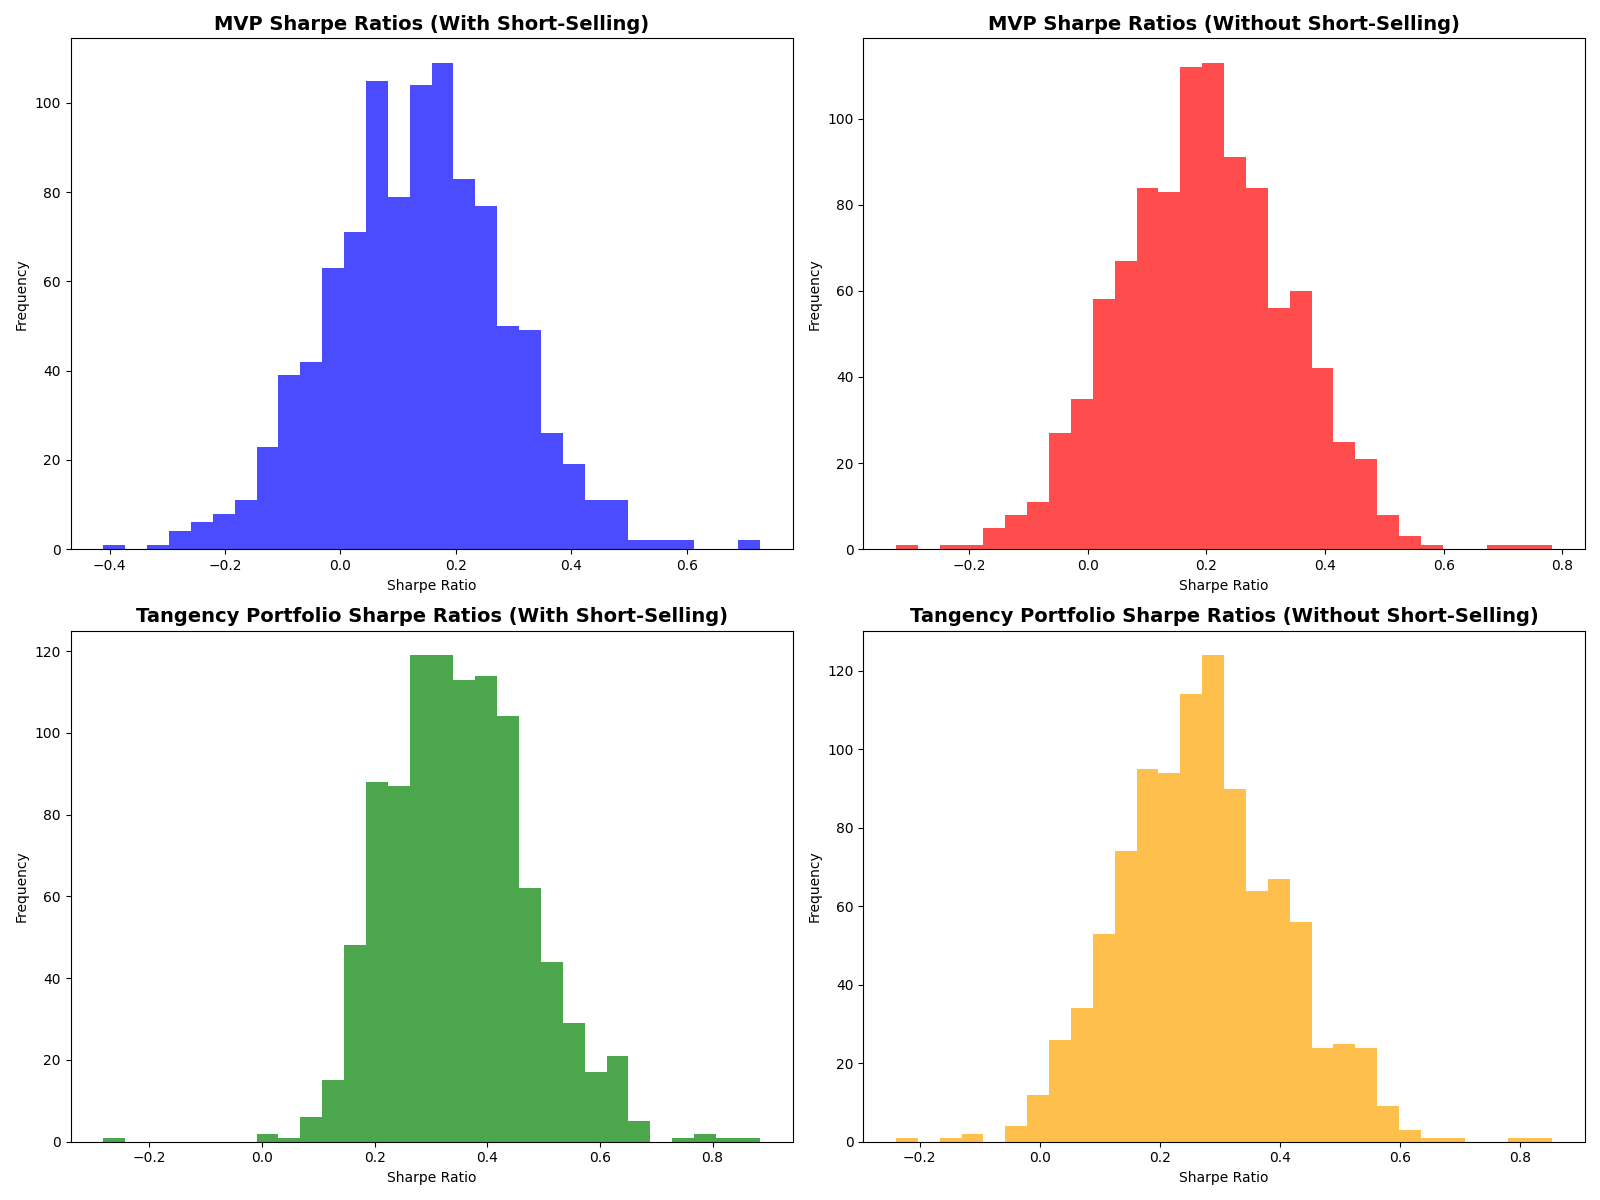 MVP Sharpe Ratios (With Short-Selling)
Frequency
100
80
60
40
20
0
−0.4 −0.2 0.0 0.2 0.4 0.6
Sharpe Ratio
MVP Sharpe Ratios (Without Short-Selling)
Frequency
100
80
60
40
20
0
−0.2 0.0 0.2 0.4 0.6 0.8
Sharpe Ratio
Tangency Portfolio Sharpe Ratios (With Short-Selling)
Frequency
120
100
80
60
40
20
0
−0.2 0.0 0.2 0.4 0.6 0.8
Sharpe Ratio
Tangency Portfolio Sharpe Ratios (Without Short-Selling)
Frequency
120
100
80
60
40
20
0
−0.2 0.0 0.2 0.4 0.6 0.8
Sharpe Ratio